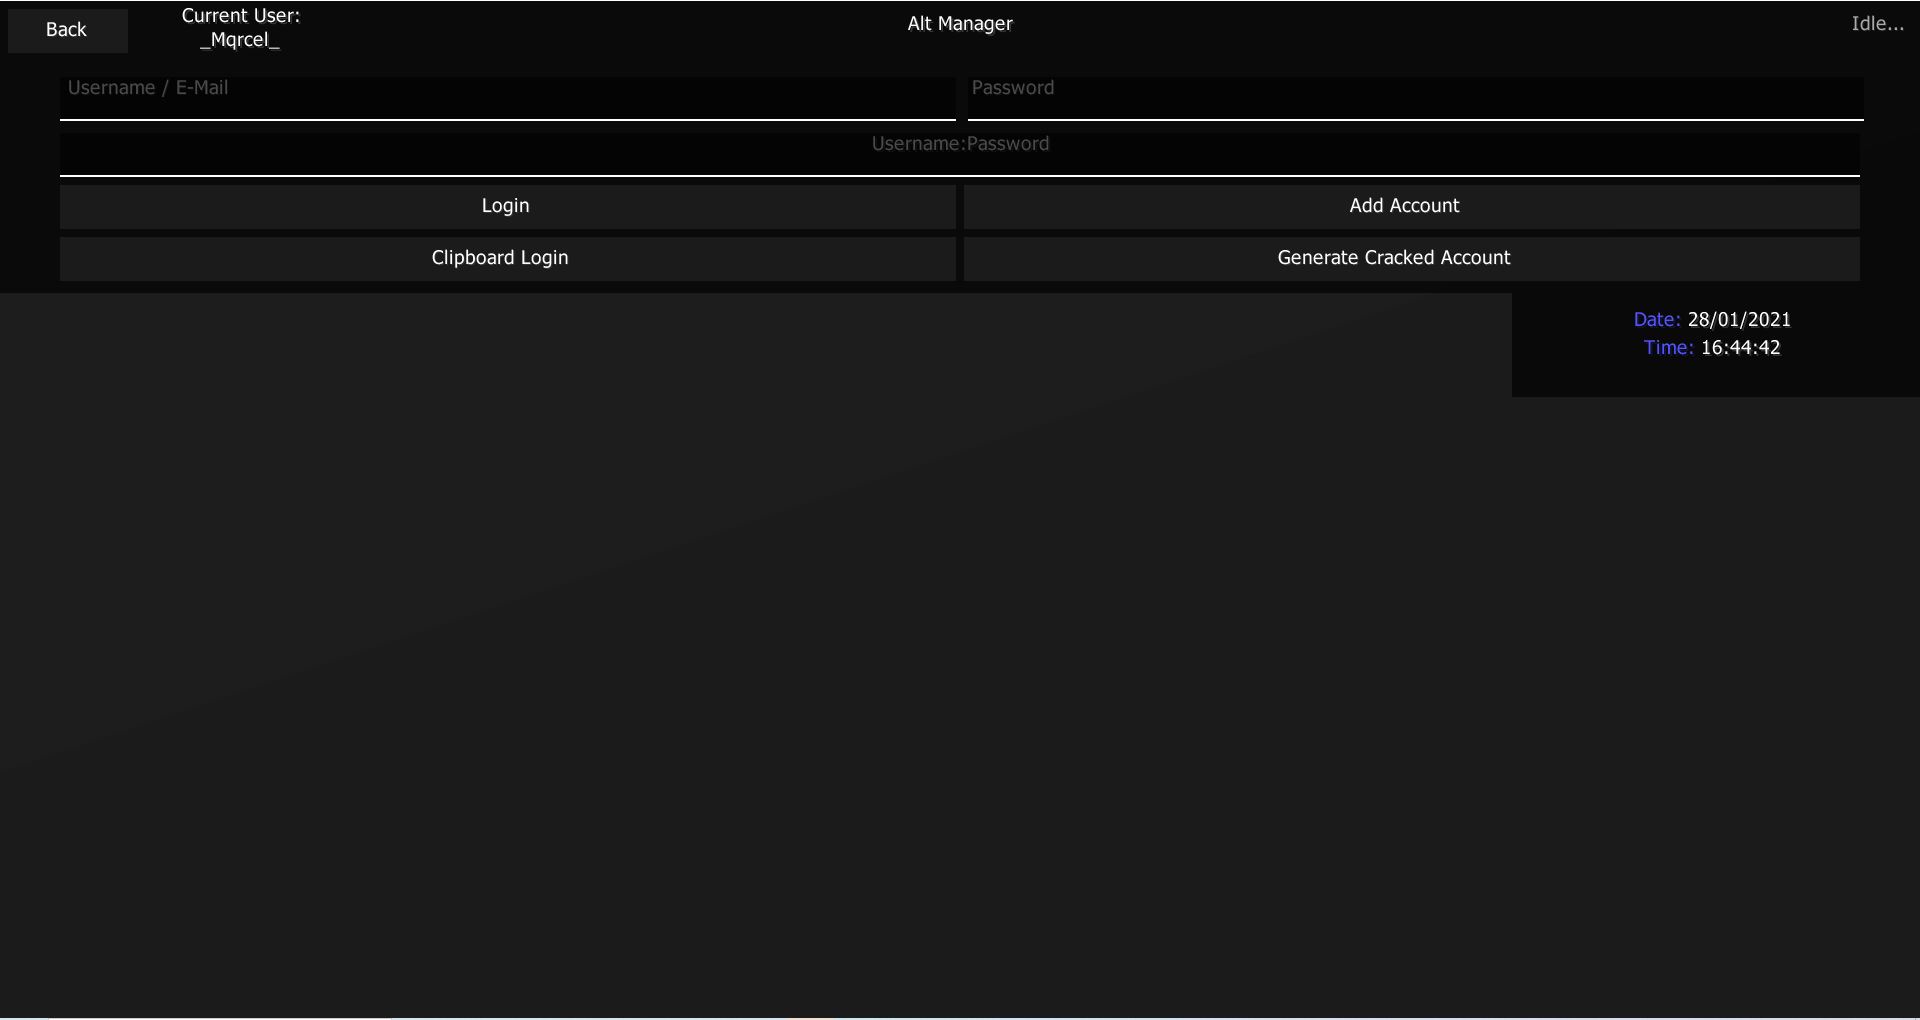 Back
Current User:
_Mqrcel_
Alt Manager
Idle...
Username / E-Mail
Password
Username:Password
Login
Add Account
Clipboard Login
Generate Cracked Account
Date: 28/01/2021
Time: 16:44:42